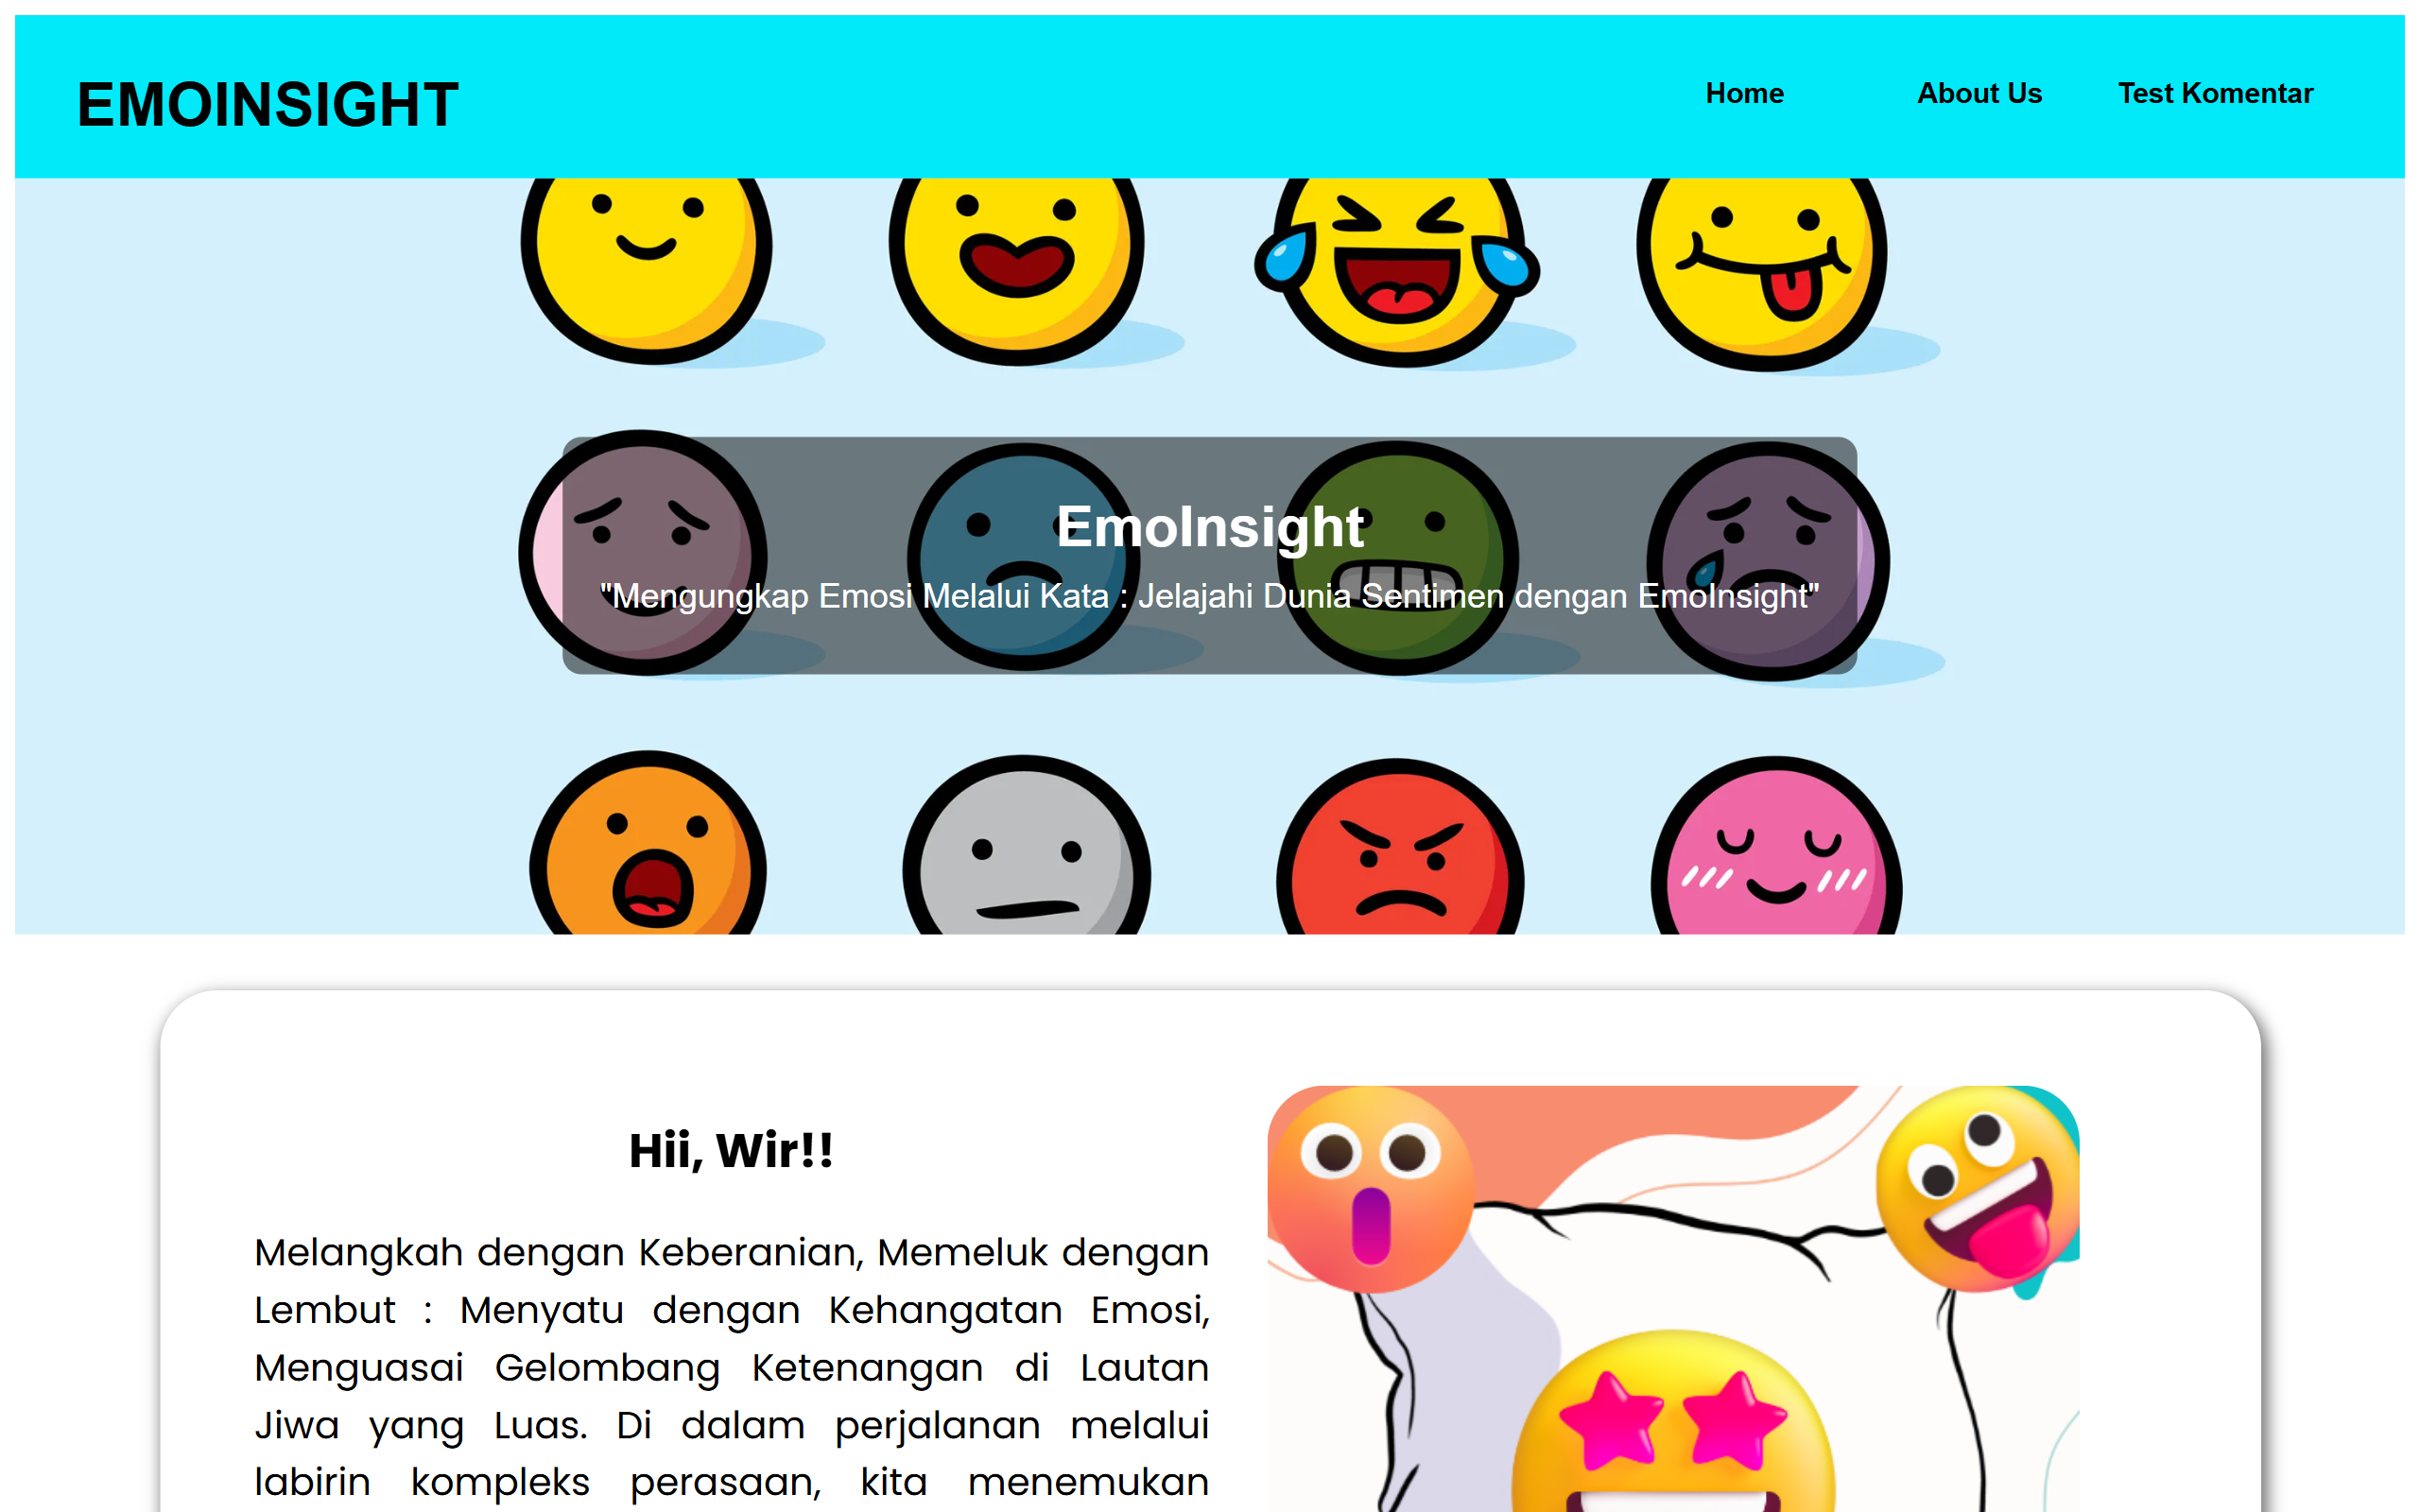 EMOINSIGHT
Home
About Us
Test Komentar
EmoInsight
"Mengungkap Emosi Melalui Kata : Jelajahi Dunia Sentimen dengan EmoInsight"
Hii, Wir!!
Melangkah dengan Keberanian, Memeluk dengan
Lembut : Menyatu dengan Kehangatan Emosi,
Menguasai Gelombang Ketenangan di Lautan
Jiwa yang Luas. Di dalam perjalanan melalui
labirin kompleks perasaan, kita menemukan